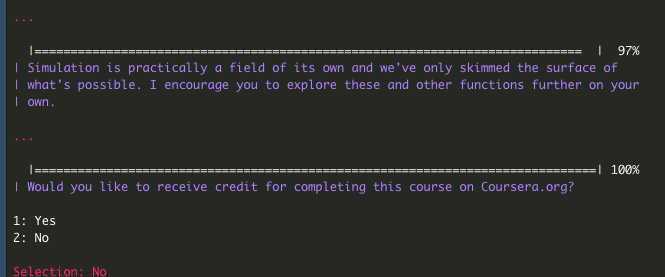 ...
|============================================================================  |  97%
| Simulation is practically a field of its own and we've only skimmed the surface of
| what's possible. I encourage you to explore these and other functions further on your
| own.
...
|==============================================================================| 100%
| Would you like to receive credit for completing this course on Coursera.org?
1: Yes
2: No
Selection: No